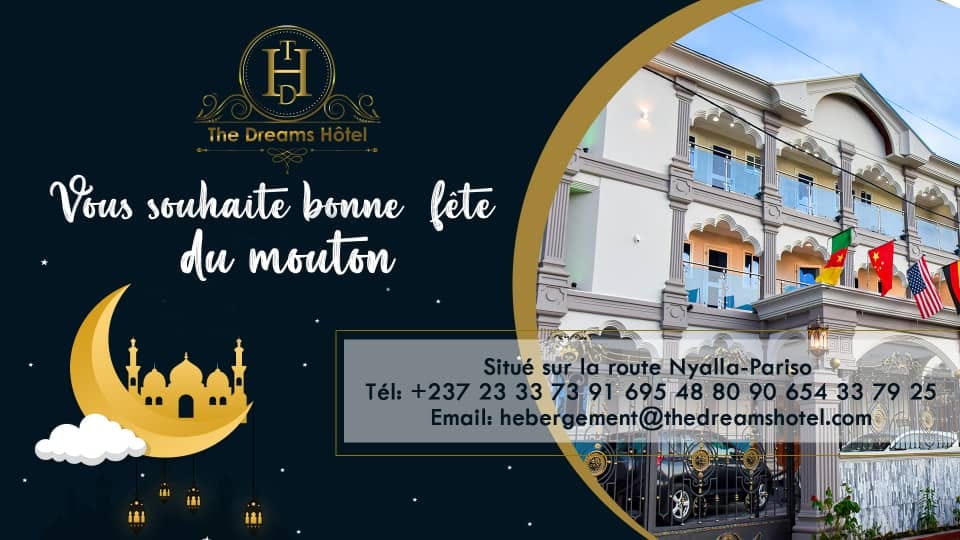 THD
The Dreams Hôtel
Vous souhaite bonne fête
du mouton
Situé sur la route Nyalla-Pariso
Tél: +237 23 33 73 91 695 48 80 90 654 33 79 25
Email: hebergement@thedreamshotel.com